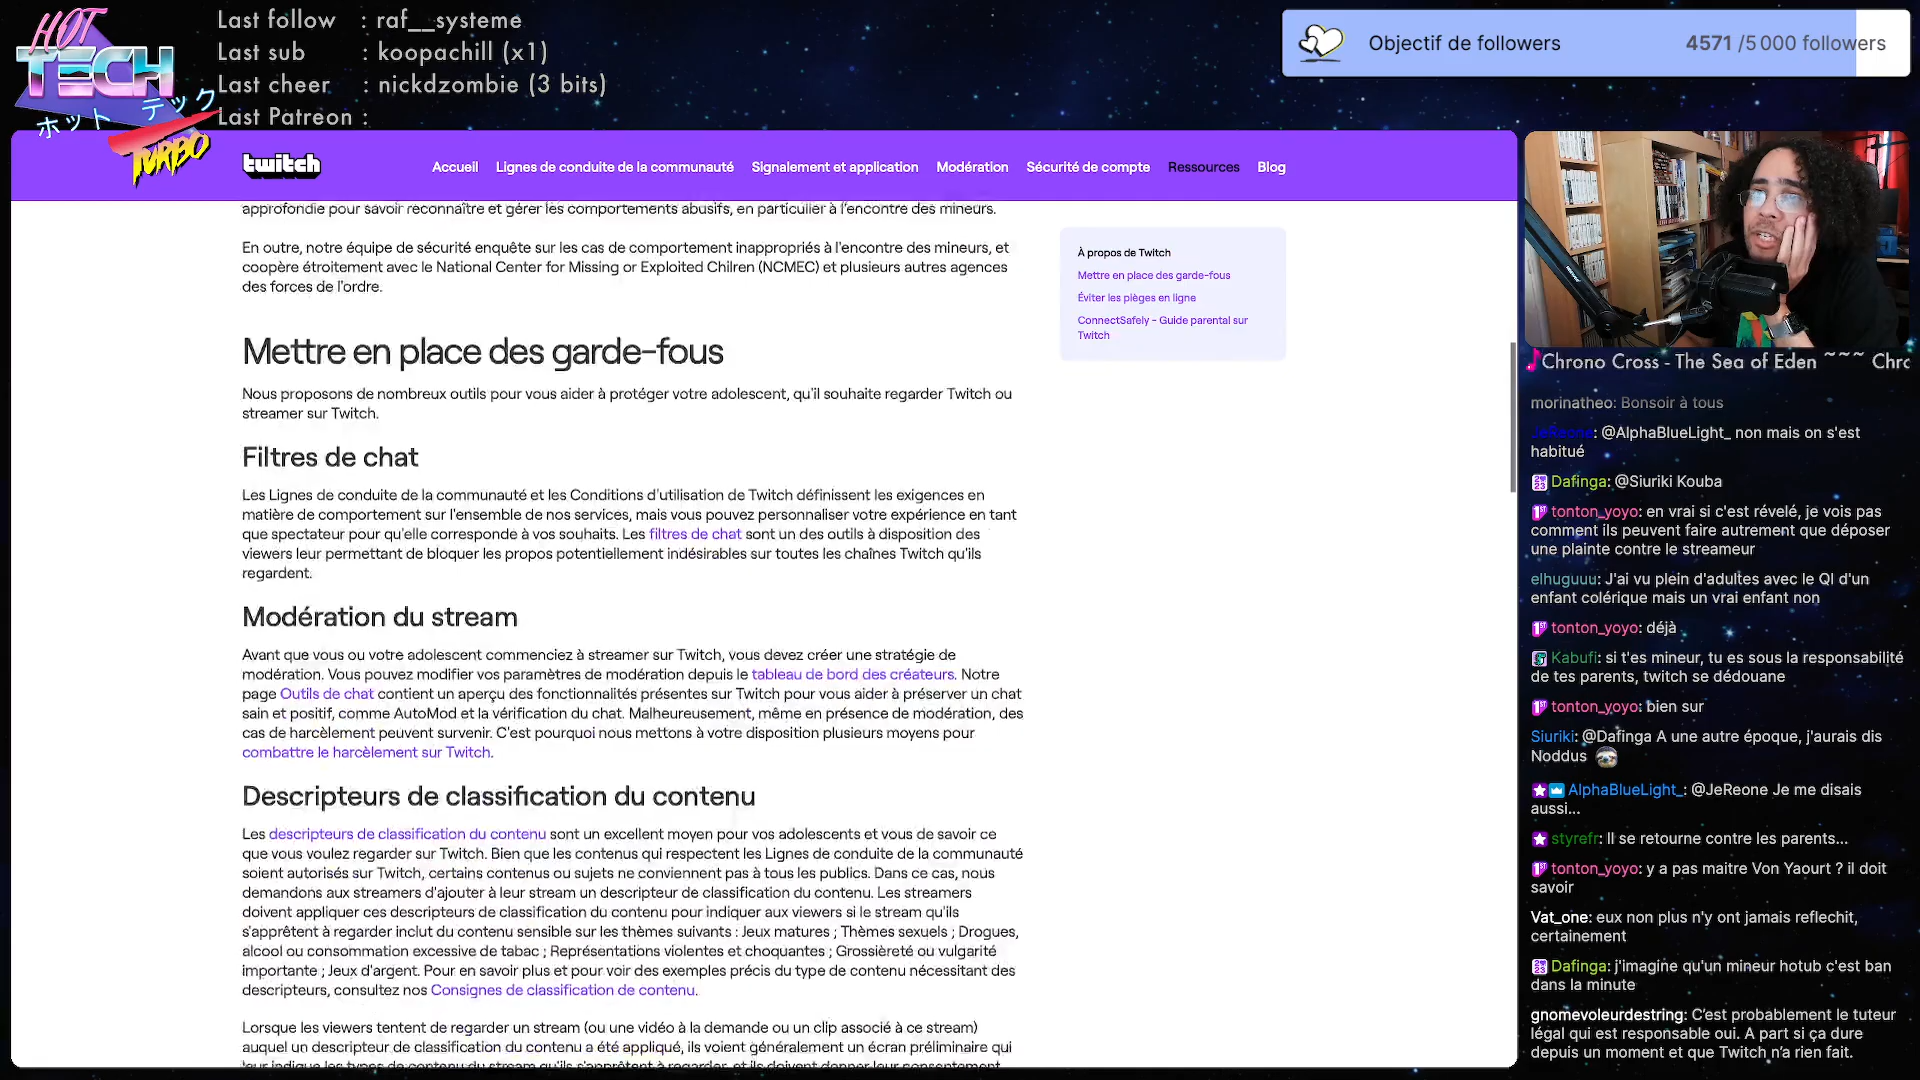 HOT
TECH
ホット テック
TURBO
Last follow : raf__systeme
Last sub : koopachill (x1)
Last cheer : nickdzombie (3 bits)
Last Patreon :
Objectif de followers 4571 /5 000 followers
twitch
Accueil Lignes de conduite de la communauté Signalement et application Modération Sécurité de compte Ressources Blog
approfondie pour savoir reconnaître et gérer les comportements abusifs, en particulier à l'encontre des mineurs.
En outre, notre équipe de sécurité enquête sur les cas de comportement inappropriés à l'encontre des mineurs, et
coopère étroitement avec le National Center for Missing or Exploited Chilren (NCMEC) et plusieurs autres agences
des forces de l'ordre.
Mettre en place des garde-fous
Nous proposons de nombreux outils pour vous aider à protéger votre adolescent, qu'il souhaite regarder Twitch ou
streamer sur Twitch.
Filtres de chat
Les Lignes de conduite de la communauté et les Conditions d'utilisation de Twitch définissent les exigences en
matière de comportement sur l'ensemble de nos services, mais vous pouvez personnaliser votre expérience en tant
que spectateur pour qu'elle corresponde à vos souhaits. Les filtres de chat sont un des outils à disposition des
viewers leur permettant de bloquer les propos potentiellement indésirables sur toutes les chaînes Twitch qu'ils
regardent.
Modération du stream
Avant que vous ou votre adolescent commenciez à streamer sur Twitch, vous devez créer une stratégie de
modération. Vous pouvez modifier vos paramètres de modération depuis le tableau de bord des créateurs. Notre
page Outils de chat contient un aperçu des fonctionnalités présentes sur Twitch pour vous aider à préserver un chat
sain et positif, comme AutoMod et la vérification du chat. Malheureusement, même en présence de modération, des
cas de harcèlement peuvent survenir. C'est pourquoi nous mettons à votre disposition plusieurs moyens pour
combattre le harcèlement sur Twitch.
Descripteurs de classification du contenu
Les descripteurs de classification du contenu sont un excellent moyen pour vos adolescents et vous de savoir ce
que vous voulez regarder sur Twitch. Bien que les contenus qui respectent les Lignes de conduite de la communauté
soient autorisés sur Twitch, certains contenus ou sujets ne conviennent pas à tous les publics. Dans ce cas, nous
demandons aux streamers d'ajouter à leur stream un descripteur de classification du contenu. Les streamers
doivent appliquer ces descripteurs de classification du contenu pour indiquer aux viewers si le stream qu'ils
s'apprêtent à regarder inclut du contenu sensible sur les thèmes suivants : Jeux matures ; Thèmes sexuels ; Drogues,
alcool ou consommation excessive de tabac ; Représentations violentes et choquantes ; Grossièreté ou vulgarité
importante ; Jeux d'argent. Pour en savoir plus et pour voir des exemples précis du type de contenu nécessitant des
descripteurs, consultez nos Consignes de classification de contenu.
Lorsque les viewers tentent de regarder un stream (ou une vidéo à la demande ou un clip associé à ce stream)
auquel un descripteur de classification du contenu a été appliqué, ils voient généralement un écran préliminaire qui
leur indique les types de contenu du stream qu'ils s'apprêtent à regarder, et ils doivent donner leur consentement
À propos de Twitch
Mettre en place des garde-fous
Éviter les pièges en ligne
ConnectSafely - Guide parental sur
Twitch
Chrono Cross - The Sea of Eden ~~~ Chrc
morinatheo: Bonsoir à tous
JeReone: @AlphaBlueLight_ non mais on s'est
habitué
Dafinga: @Siuriki Kouba
tonton_yoyo: en vrai si c'est révelé, je vois pas
comment ils peuvent faire autrement que déposer
une plainte contre le streameur
elhuguuu: J'ai vu plein d'adultes avec le QI d'un
enfant colérique mais un vrai enfant non
tonton_yoyo: déjà
Kabufi: si t'es mineur, tu es sous la responsabilité
de tes parents, twitch se dédouane
tonton_yoyo: bien sur
Siuriki: @Dafinga A une autre époque, j'aurais dis
Noddus
AlphaBlueLight_: @JeReone Je me disais
aussi...
styrefr: Il se retourne contre les parents...
tonton_yoyo: y a pas maitre Von Yaourt ? il doit
savoir
Vat_one: eux non plus n'y ont jamais reflechit,
certainement
Dafinga: j'imagine qu'un mineur hotub c'est ban
dans la minute
gnomevoleurdestring: C'est probablement le tuteur
légal qui est responsable oui. A part si ça dure
depuis un moment et que Twitch n'a rien fait.